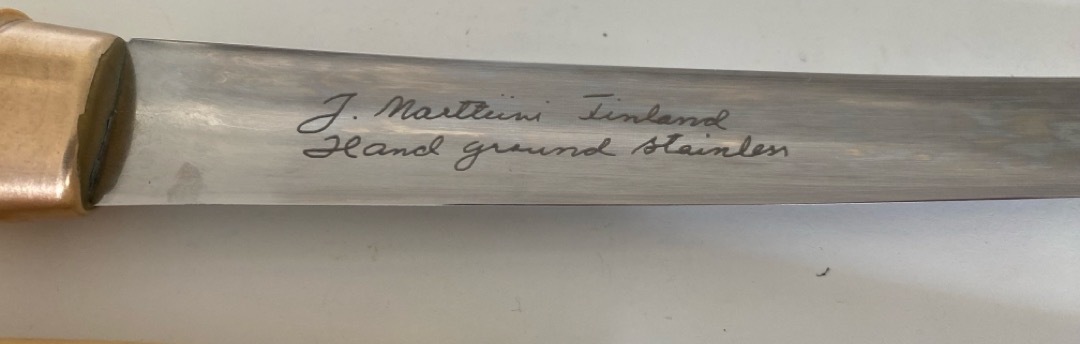 J. Marttiini Finland
Hand ground stainless